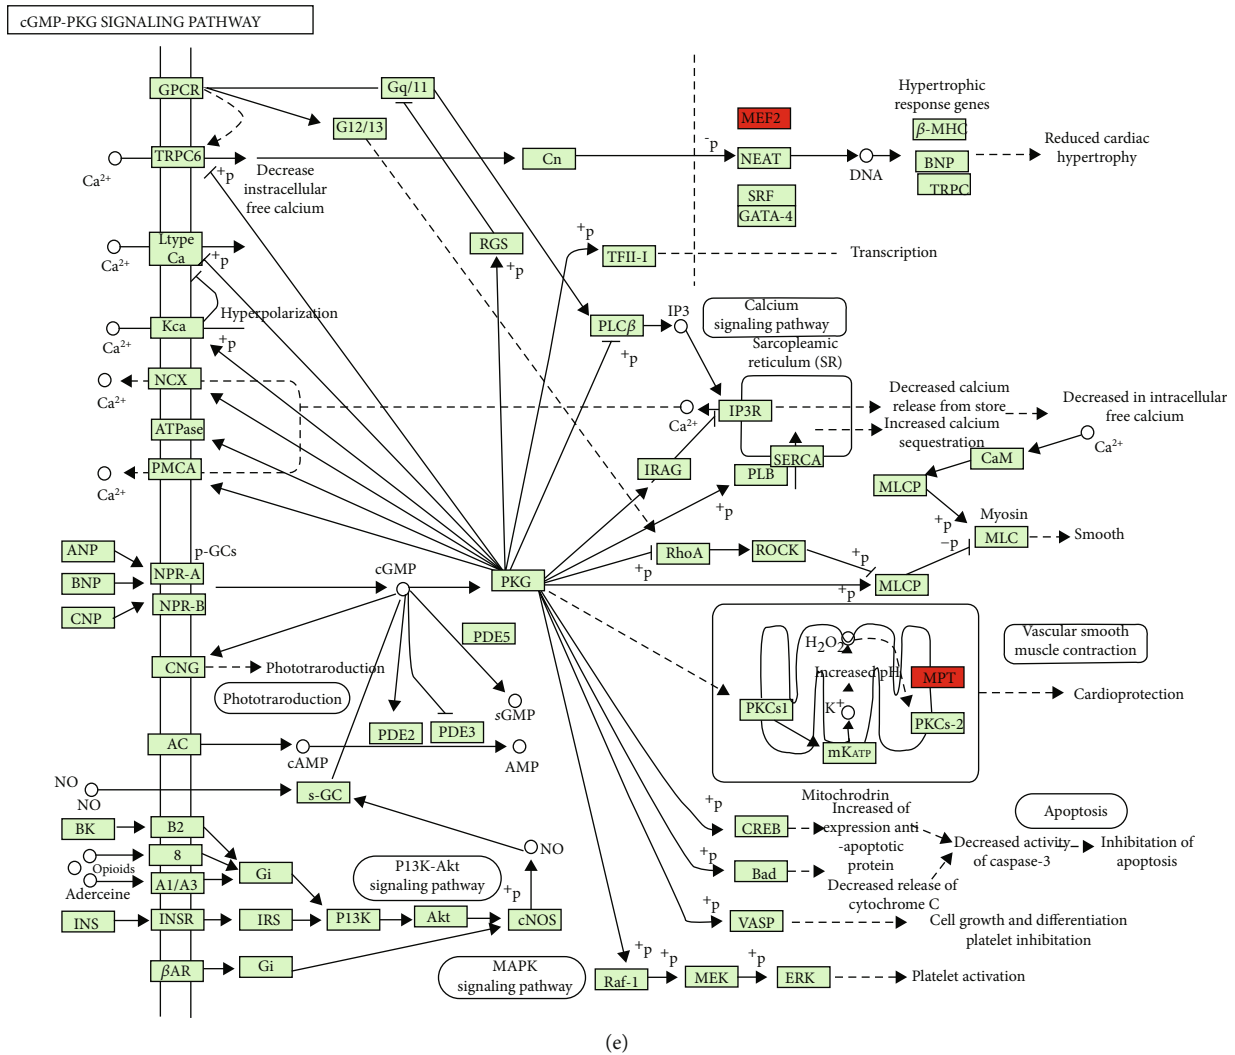 cGMP-PKG SIGNALING PATHWAY
GPCR
Gq/11
G12/13
MEF2
Hypertrophic
response genes
β-MHC
TRPC6
Ca²⁺
+p
Decrease
instracellular
free calcium
Cn
-p
NEAT
DNA
BNP
TRPC
Reduced cardiac
hypertrophy
SRF
GATA-4
Ltype
Ca
Ca²⁺
+p
RGS
+p
+p
TFII-I
Transcription
Kca
Ca²⁺
Hyperpolarization
+p
PLCβ
+p
IP3
Calcium
signaling pathway
Sarcopleamic
reticulum (SR)
NCX
Ca²⁺
ATPase
PMCA
Ca²⁺
Ca²⁺
IP3R
Decreased calcium
release from store
Increased calcium
sequestration
Decreased in intracellular
free calcium
Ca²⁺
CaM
IRAG
PLB
SERCA
+p
MLCP
+p
Myosin
MLC
Smooth
–p
ANP
BNP
CNP
p-GCs
NPR-A
NPR-B
cGMP
PKG
RhoA
+p
ROCK
+p
MLCP
+p
CNG
Phototraroduction
Phototraroduction
PDE5
sGMP
PDE2
PDE3
H₂O₂
Increased pH
K⁺
MPT
PKCs1
PKCs-2
mKATP
Vascular smooth
muscle contraction
Cardioprotection
AC
cAMP
AMP
NO
NO
s-GC
Mitochrodrin
BK
B2
8
Opioids
Aderceine
A1/A3
Gi
NO
P13K-Akt
signaling pathway
+p
INS
INSR
IRS
P13K
Akt
cNOS
βAR
Gi
MAPK
signaling pathway
+p
CREB
Increased of
expression anti
-apoptotic
protein
Apoptosis
Decreased activity
of caspase-3
Inhibition of
apoptosis
+p
Bad
Decreased release of
cytochrome C
+p
VASP
Cell growth and differentiation
platelet inhibitation
+p
Raf-1
+p
MEK
+p
ERK
Platelet activation
(e)